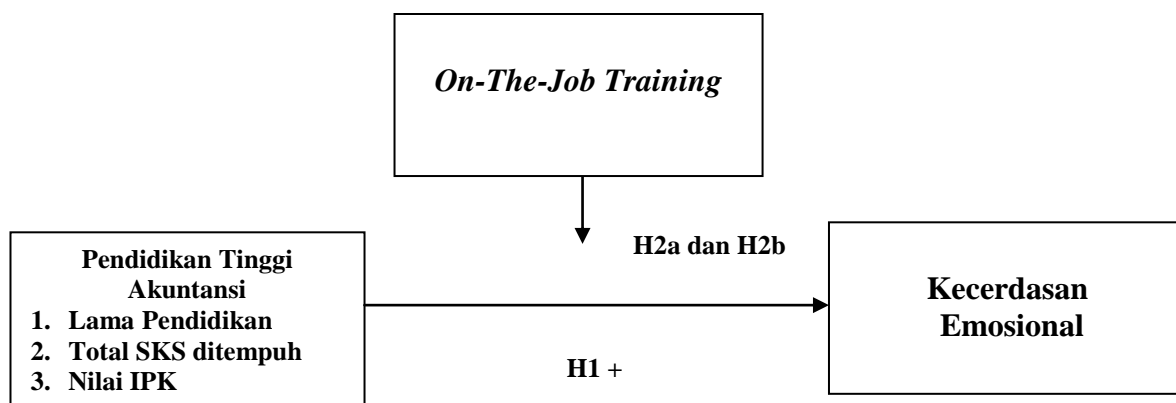 On-The-Job Training
H2a dan H2b
Pendidikan Tinggi
Akuntansi
1. Lama Pendidikan
2. Total SKS ditempuh
3. Nilai IPK
Kecerdasan
Emosional
H1 +